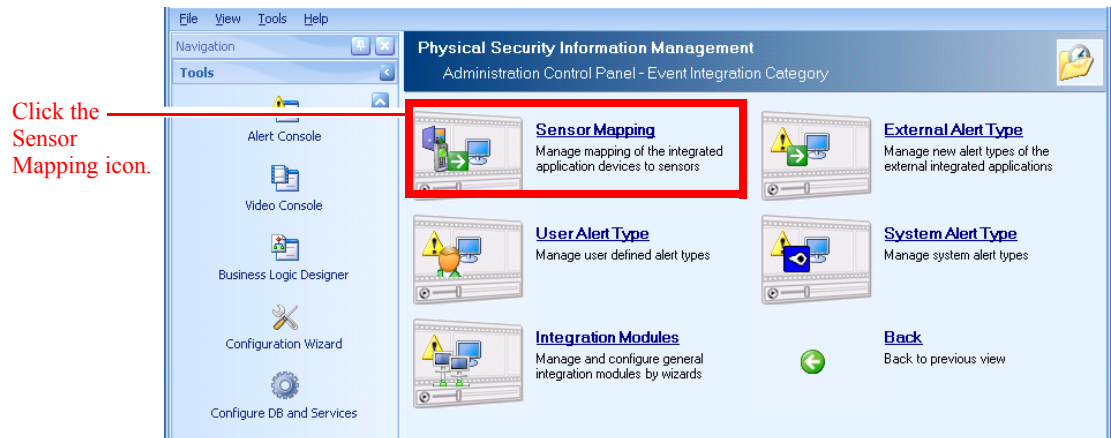 File View Tools Help
Navigation
Tools
Alert Console
Video Console
Business Logic Designer
Configuration Wizard
Configure DB and Services
Click the
Sensor
Mapping icon.
Physical Security Information Management
Administration Control Panel - Event Integration Category
Sensor Mapping
Manage mapping of the integrated
application devices to sensors
External Alert Type
Manage new alert types of the
external integrated applications
User Alert Type
Manage user defined alert types
System Alert Type
Manage system alert types
Integration Modules
Manage and configure general
integration modules by wizards
Back
Back to previous view